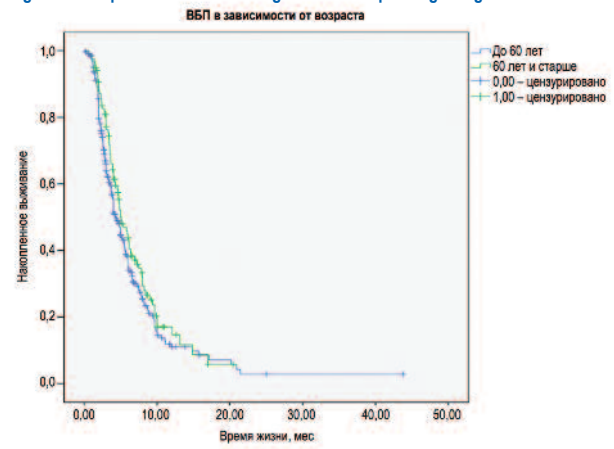 ВБП в зависимости от возраста
До 60 лет
60 лет и старше
0,00 – цензурировано
1,00 – цензурировано
Накопленное выживание
1,0
0,8
0,6
0,4
0,2
0,0
0,00 10,00 20,00 30,00 40,00 50,00
Время жизни, мес